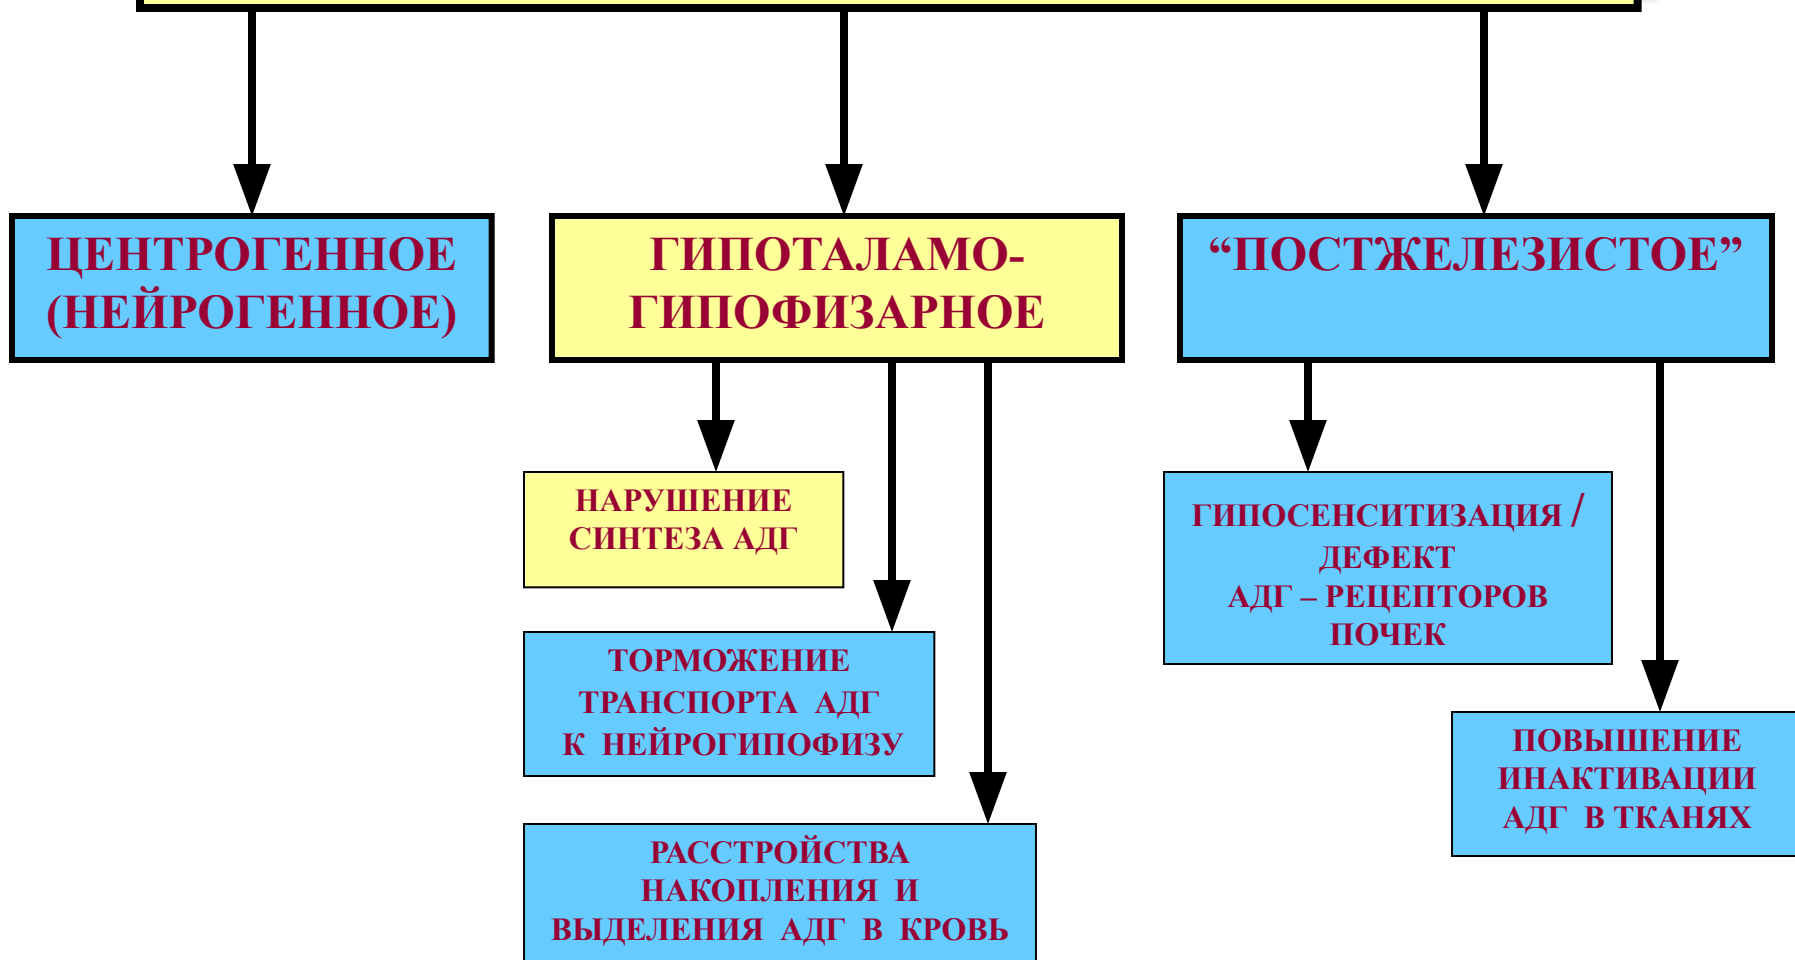 ЦЕНТРОГЕННОЕ
(НЕЙРОГЕННОЕ)
ГИПОТАЛАМО-
ГИПОФИЗАРНОЕ
“ПОСТЖЕЛЕЗИСТОЕ”
НАРУШЕНИЕ
СИНТЕЗА АДГ
ТОРМОЖЕНИЕ
ТРАНСПОРТА АДГ
К НЕЙРОГИПОФИЗУ
РАССТРОЙСТВА
НАКОПЛЕНИЯ И
ВЫДЕЛЕНИЯ АДГ В КРОВЬ
ГИПОСЕНСИТИЗАЦИЯ /
ДЕФЕКТ
АДГ – РЕЦЕПТОРОВ
ПОЧЕК
ПОВЫШЕНИЕ
ИНАКТИВАЦИИ
АДГ В ТКАНЯХ